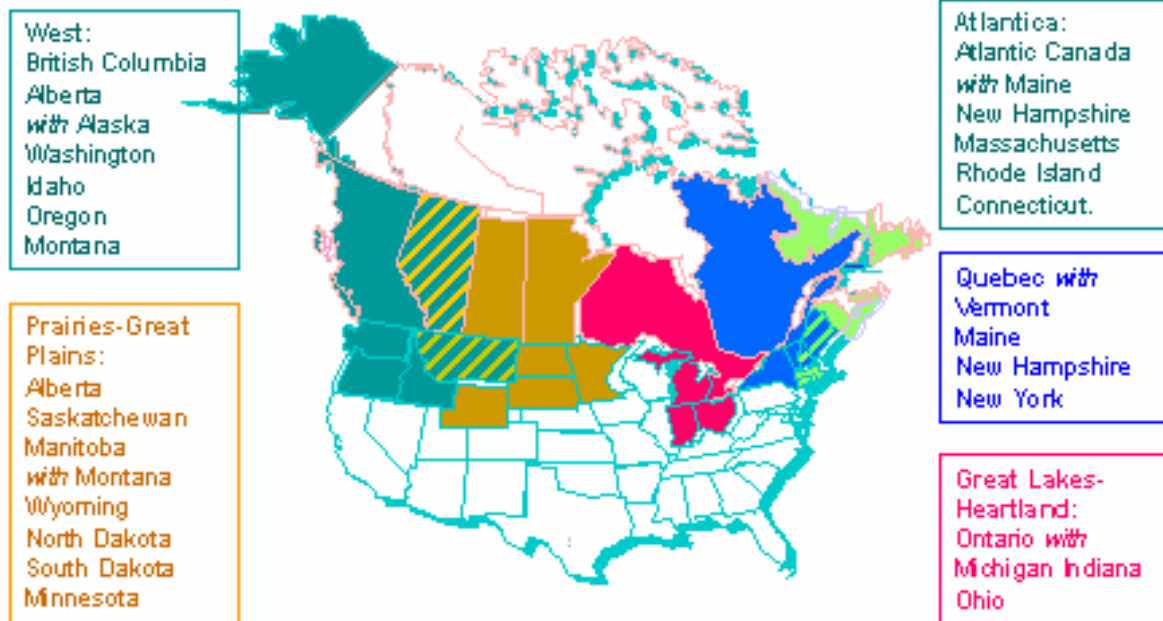 West:
British Columbia
Alberta
with Alaska
Washington
Idaho
Oregon
Montana
Prairies-Great
Plains:
Alberta
Saskatchewan
Manitoba
with Montana
Wyoming
North Dakota
South Dakota
Minnesota
Atlantica:
Atlantic Canada
with Maine
New Hampshire
Massachusetts
Rhode Island
Connecticut.
Quebec with
Vermont
Maine
New Hampshire
New York
Great Lakes-
Heartland:
Ontario with
Michigan Indiana
Ohio